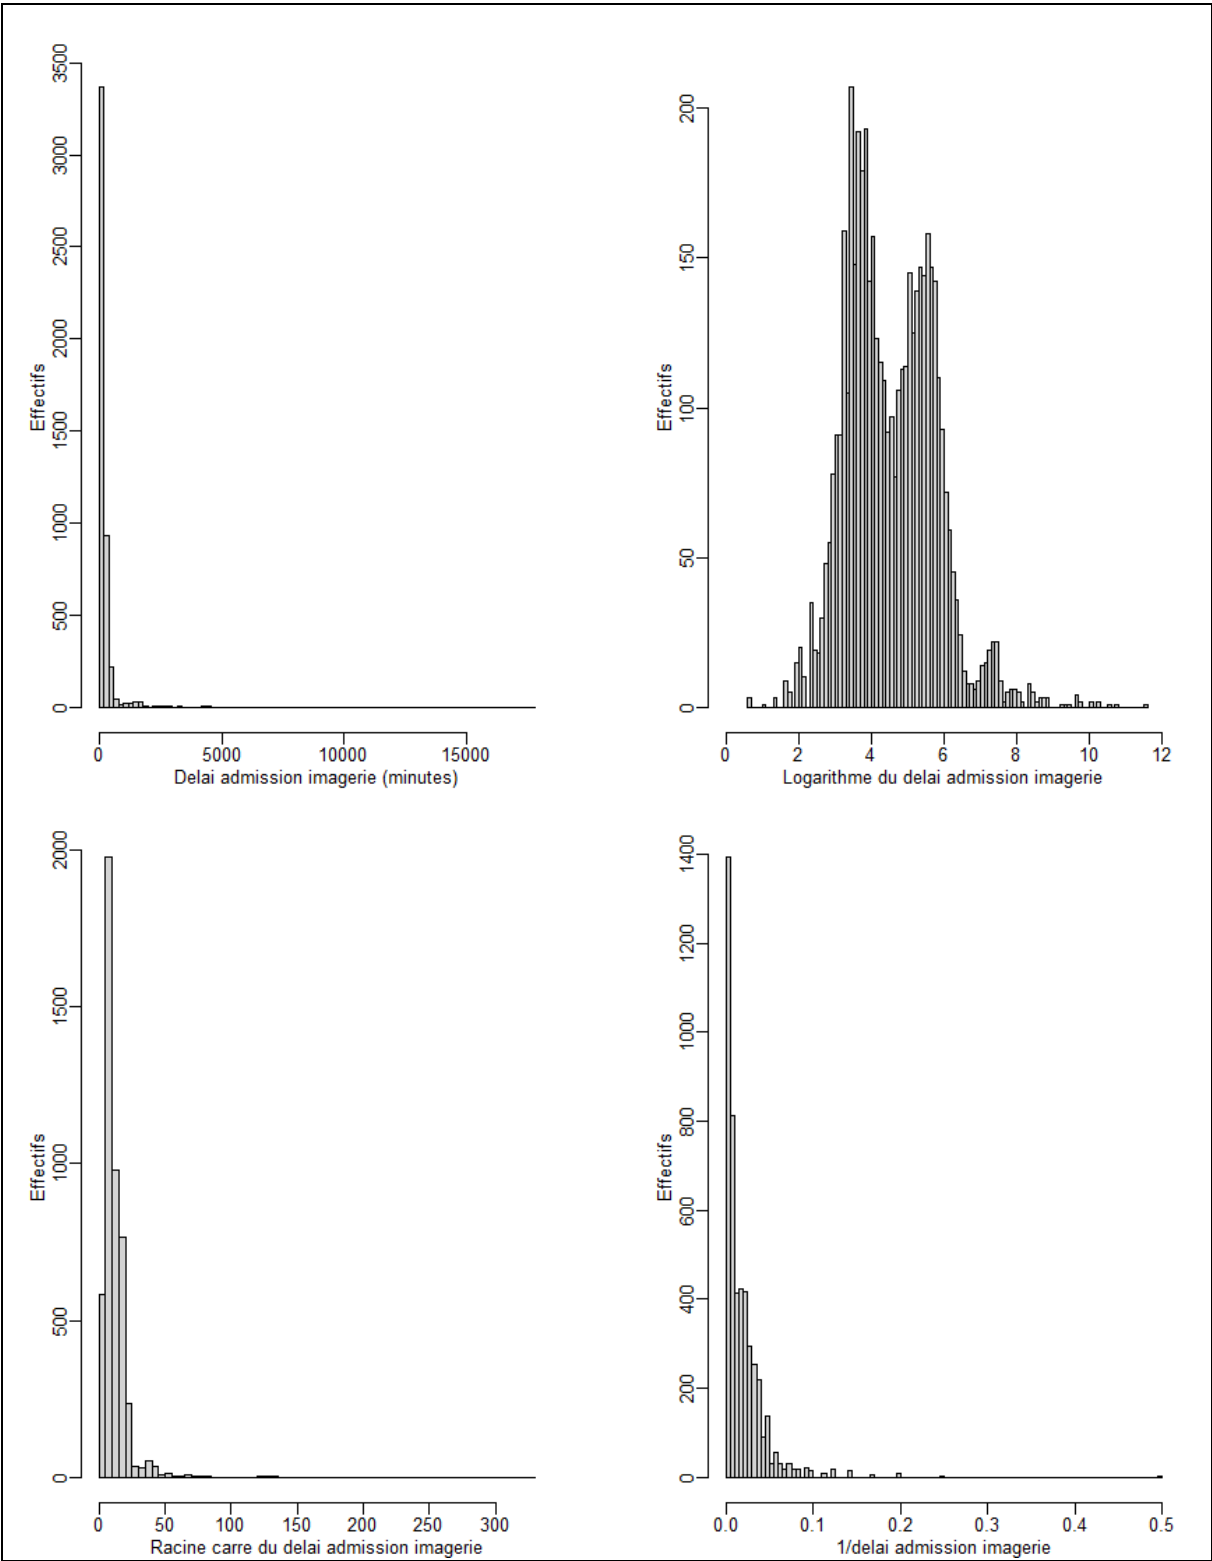 Effectifs
3500
3000
2500
2000
1500
1000
500
0
0 5000 10000 15000
Delai admission imagerie (minutes)
Effectifs
200
150
100
50
0
0 2 4 6 8 10 12
Logarithme du delai admission imagerie
Effectifs
2000
1500
1000
500
0
0 50 100 150 200 250 300
Racine carre du delai admission imagerie
Effectifs
1400
1200
1000
800
600
400
200
0
0.0 0.1 0.2 0.3 0.4 0.5
1/delai admission imagerie